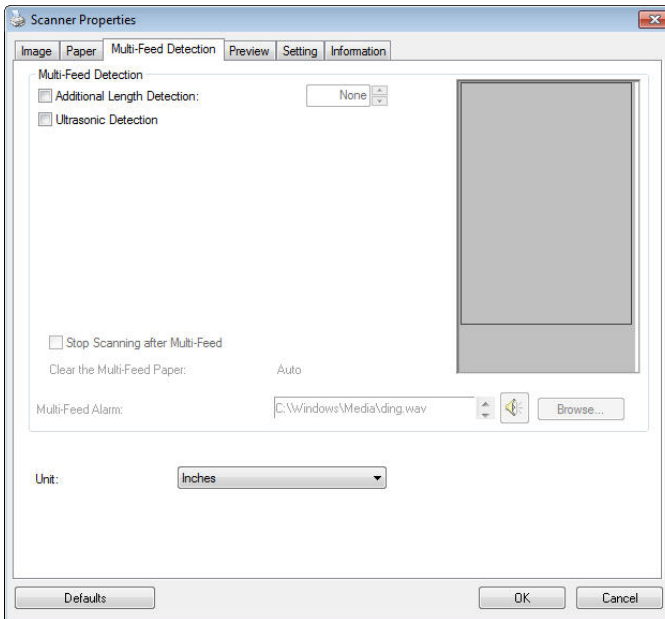 Scanner Properties
Image Paper Multi-Feed Detection Preview Setting Information
Multi-Feed Detection
Additional Length Detection: None
Ultrasonic Detection
Stop Scanning after Multi-Feed
Clear the Multi-Feed Paper: Auto
Multi-Feed Alarm: C:\Windows\Media\ding.wav Browse...
Unit: Inches
Defaults OK Cancel